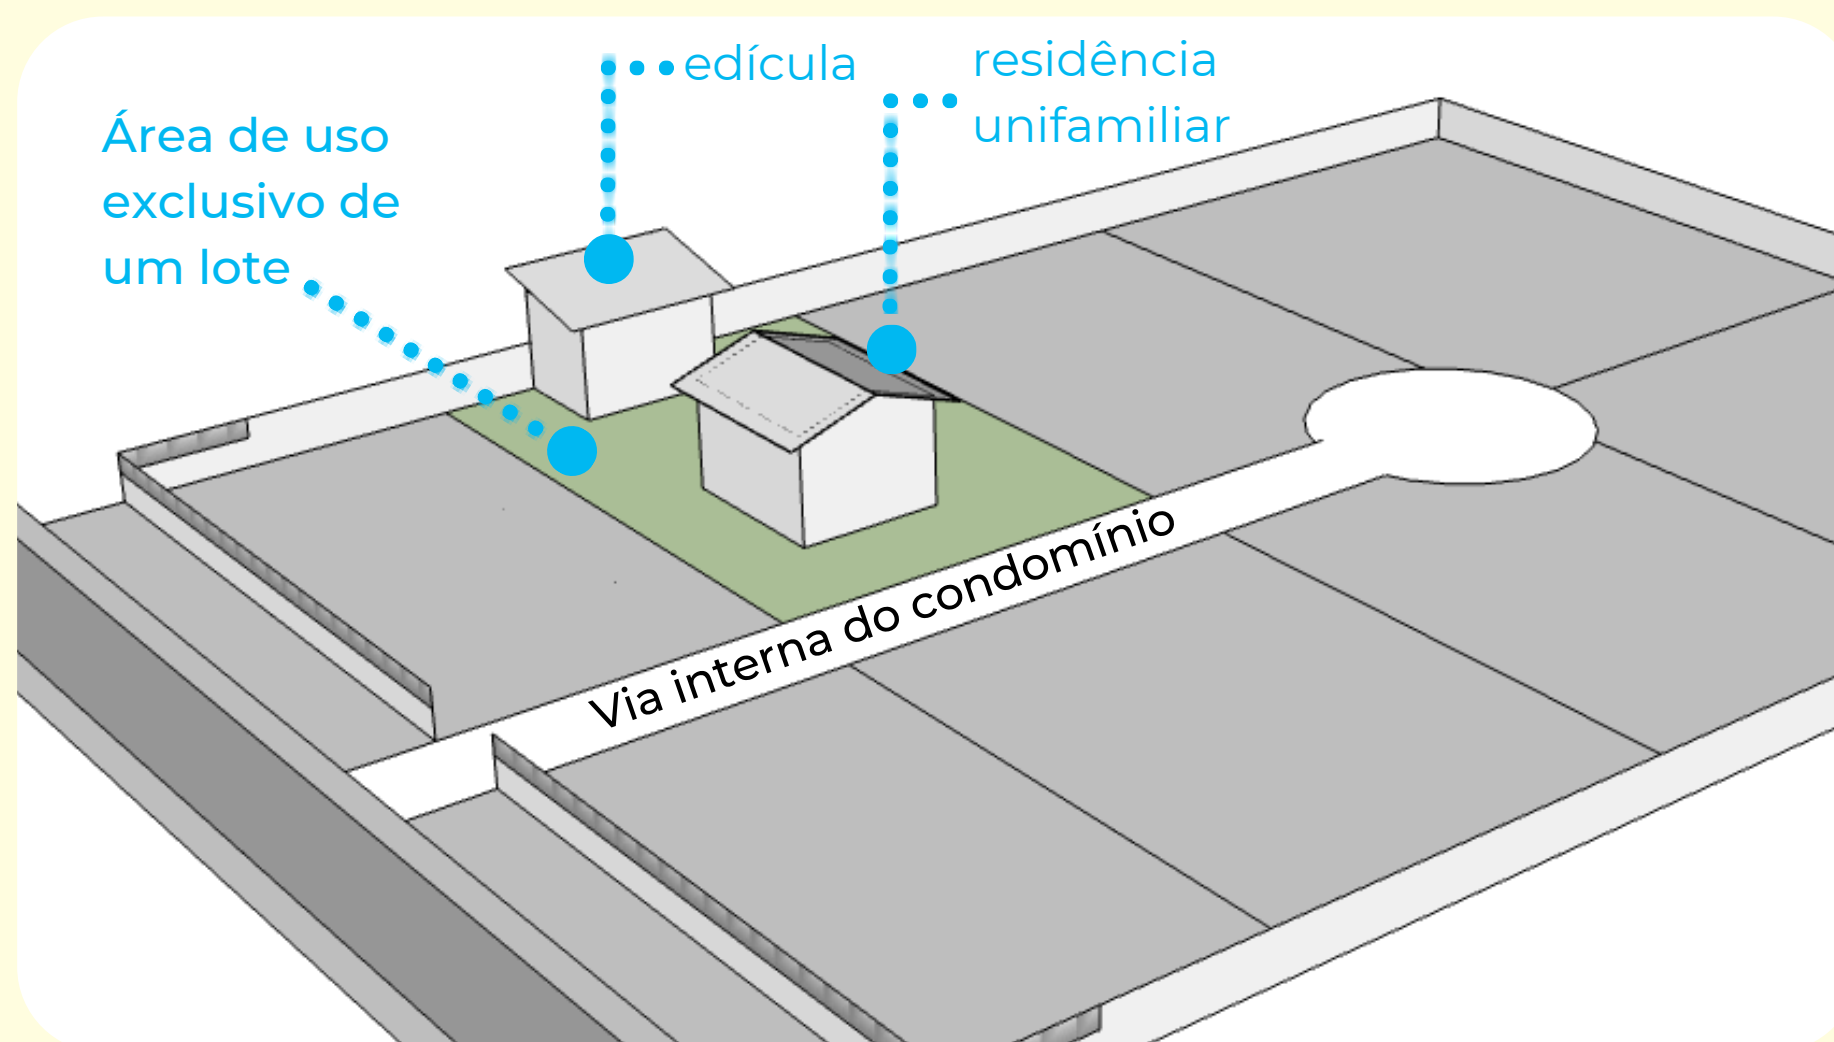 edícula
residência
unifamiliar
Área de uso
exclusivo de
um lote
Via interna do condomínio